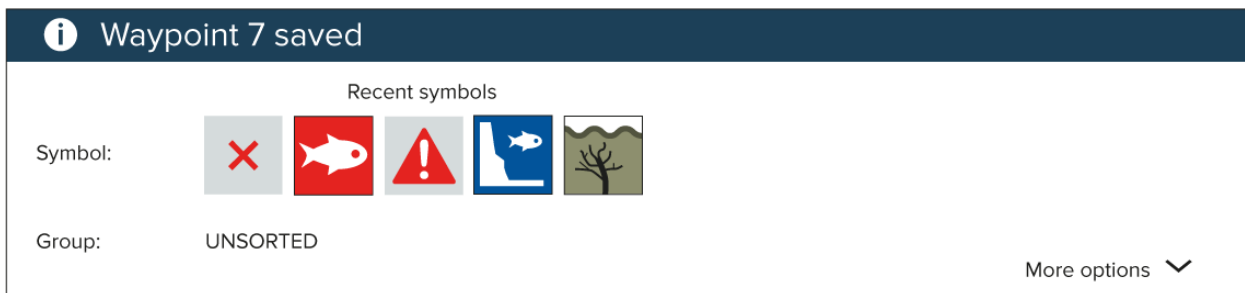 Waypoint 7 saved
Recent symbols
Symbol:
Group: UNSORTED
More options